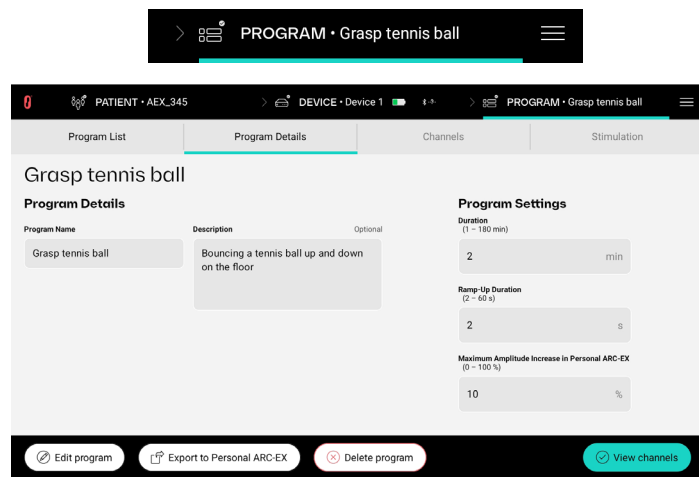 PROGRAM • Grasp tennis ball
PATIENT • AEX_345
DEVICE • Device 1
PROGRAM • Grasp tennis ball
Program List
Program Details
Channels
Stimulation
Grasp tennis ball
Program Details
Program Name
Grasp tennis ball
Description
Optional
Bouncing a tennis ball up and down
on the floor
Program Settings
Duration
(1 – 180 min)
2 min
Ramp-Up Duration
(2 – 60 s)
2 s
Maximum Amplitude Increase in Personal ARC-EX
(0 – 100 %)
10 %
Edit program
Export to Personal ARC-EX
Delete program
View channels